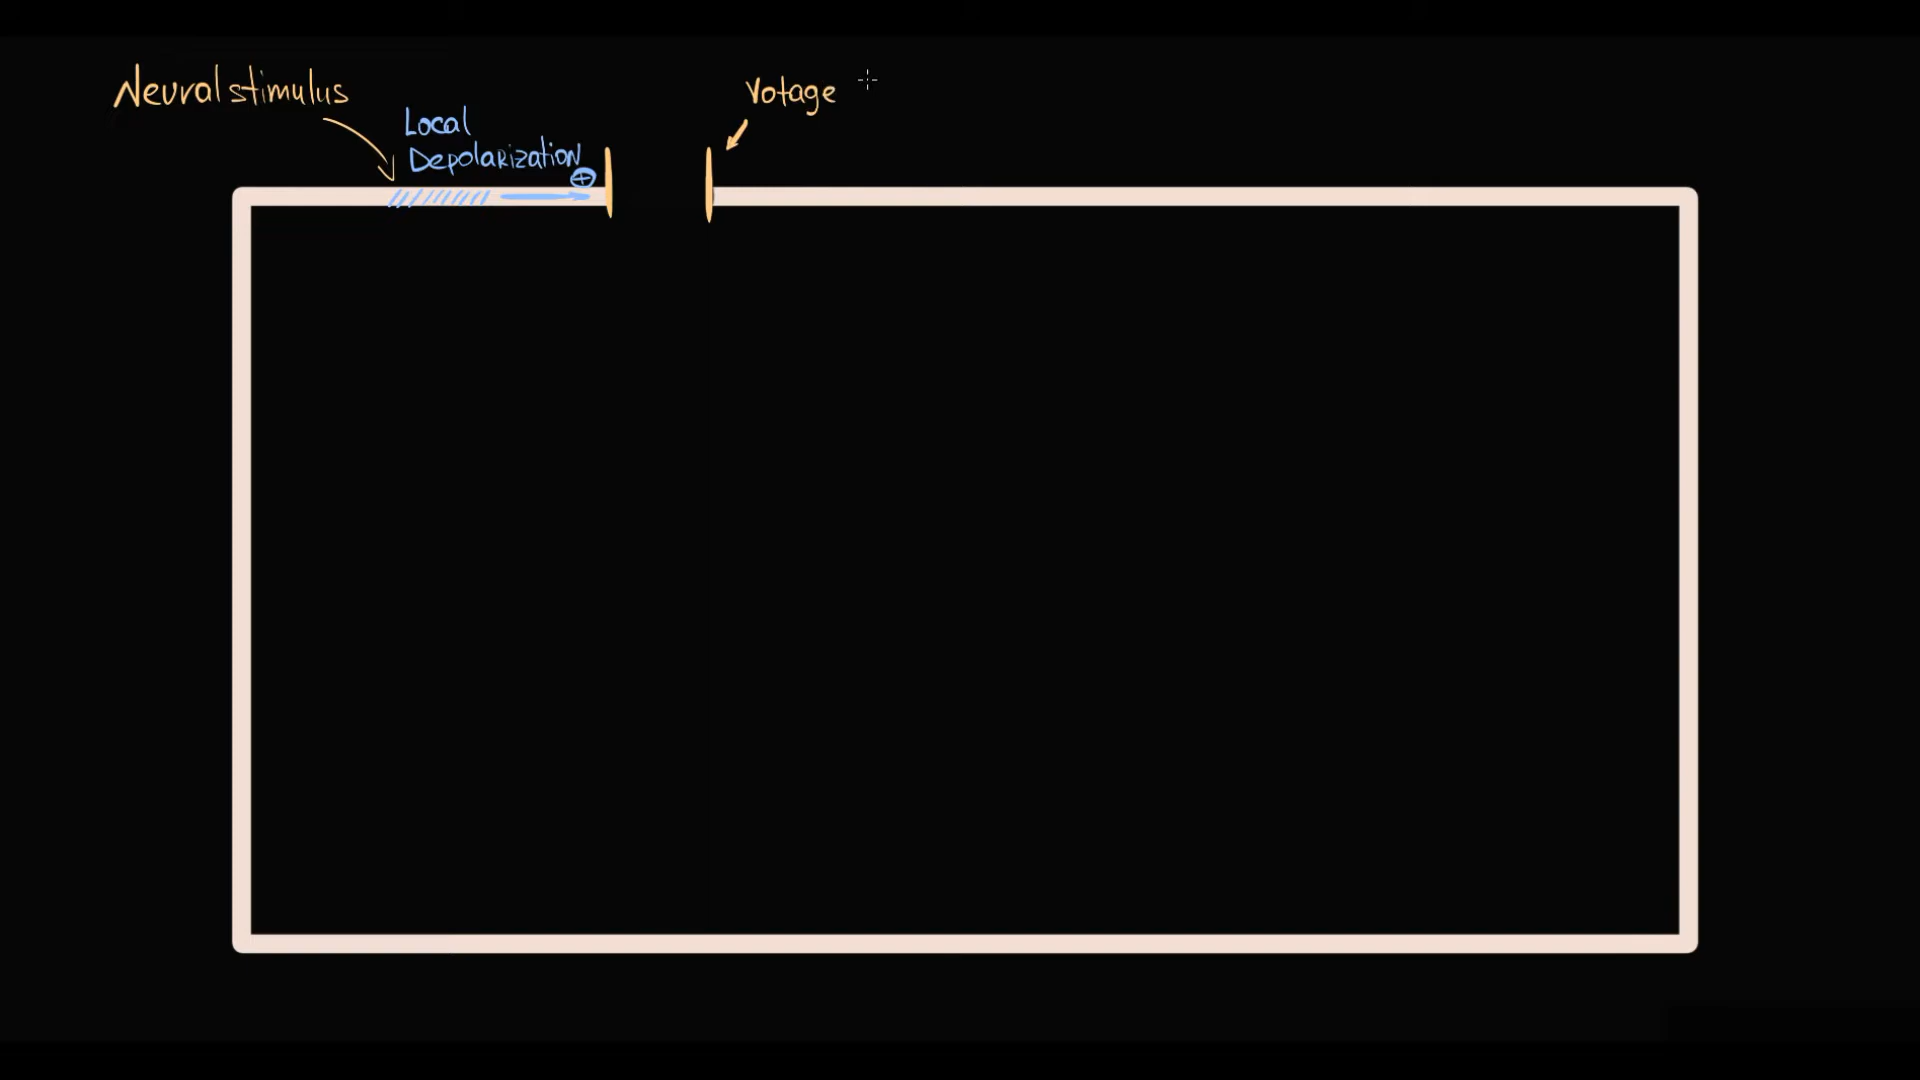 Neural stimulus
Local
Depolarization
+
Votage